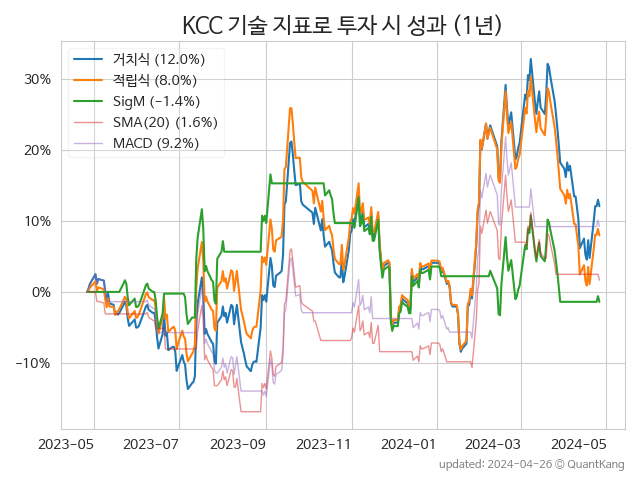 KCC 기술 지표로 투자 시 성과 (1년)
거치식 (12.0%)
적립식 (8.0%)
SigM (−1.4%)
SMA(20) (1.6%)
MACD (9.2%)
30%
20%
10%
0%
−10%
2023-05 2023-07 2023-09 2023-11 2024-01 2024-03 2024-05
updated: 2024-04-26 © QuantKang